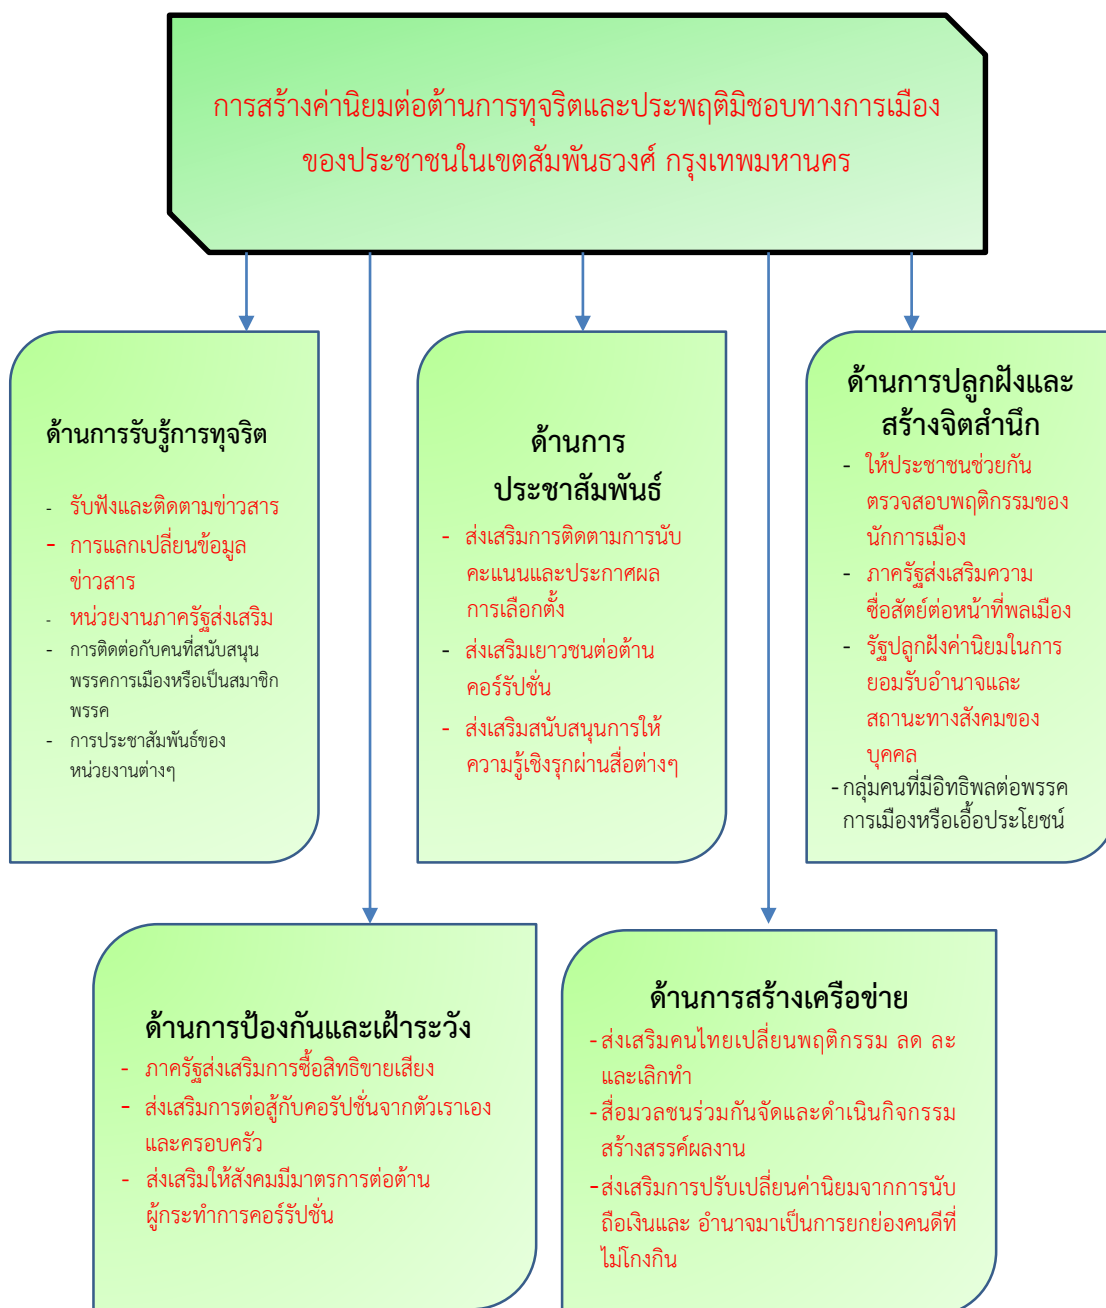 การสร้างค่านิยมต่อต้านการทุจริตและประพฤติมิชอบทางการเมือง
ของประชาชนในเขตสัมพันธวงศ์ กรุงเทพมหานคร
ด้านการรับรู้การทุจริต
- รับฟังและติดตามข่าวสาร
- การแลกเปลี่ยนข้อมูล
ข่าวสาร
- หน่วยงานภาครัฐส่งเสริม
- การติดต่อกับคนที่สนับสนุน
พรรคการเมืองหรือเป็นสมาชิก
พรรค
- การประชาสัมพันธ์ของ
หน่วยงานต่างๆ
ด้านการ
ประชาสัมพันธ์
- ส่งเสริมการติดตามการนับ
คะแนนและประกาศผล
การเลือกตั้ง
- ส่งเสริมเยาวชนต่อต้าน
คอร์รัปชั่น
- ส่งเสริมสนับสนุนการให้
ความรู้เชิงรุกผ่านสื่อต่างๆ
ด้านการปลูกฝังและ
สร้างจิตสำนึก
- ให้ประชาชนช่วยกัน
ตรวจสอบพฤติกรรมของ
นักการเมือง
- ภาครัฐส่งเสริมความ
ซื่อสัตย์ต่อหน้าที่พลเมือง
- รัฐปลูกฝังค่านิยมในการ
ยอมรับอำนาจและ
สถานะทางสังคมของ
บุคคล
- กลุ่มคนที่มีอิทธิพลต่อพรรค
การเมืองหรือเอื้อประโยชน์
ด้านการป้องกันและเฝ้าระวัง
- ภาครัฐส่งเสริมการซื้อสิทธิขายเสียง
- ส่งเสริมการต่อสู้กับคอรัปชั่นจากตัวเราเอง
และครอบครัว
- ส่งเสริมให้สังคมมีมาตรการต่อต้าน
ผู้กระทำการคอร์รัปชั่น
ด้านการสร้างเครือข่าย
- ส่งเสริมคนไทยเปลี่ยนพฤติกรรม ลด ละ
และเลิกทำ
- สื่อมวลชนร่วมกันจัดและดำเนินกิจกรรม
สร้างสรรค์ผลงาน
- ส่งเสริมการปรับเปลี่ยนค่านิยมจากการนับ
ถือเงินและ อำนาจมาเป็นการยกย่องคนดีที่
ไม่โกงกิน